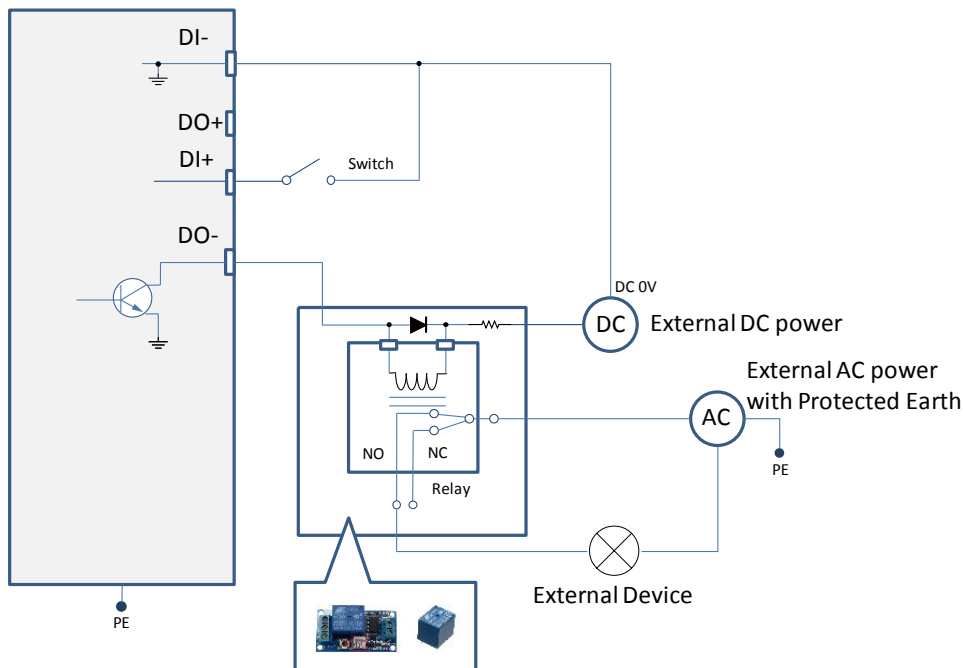 DI-
DO+
DI+
Switch
DO-
DC 0V
DC
External DC power
External AC power
with Protected Earth
AC
PE
NO
NC
Relay
External Device
PE